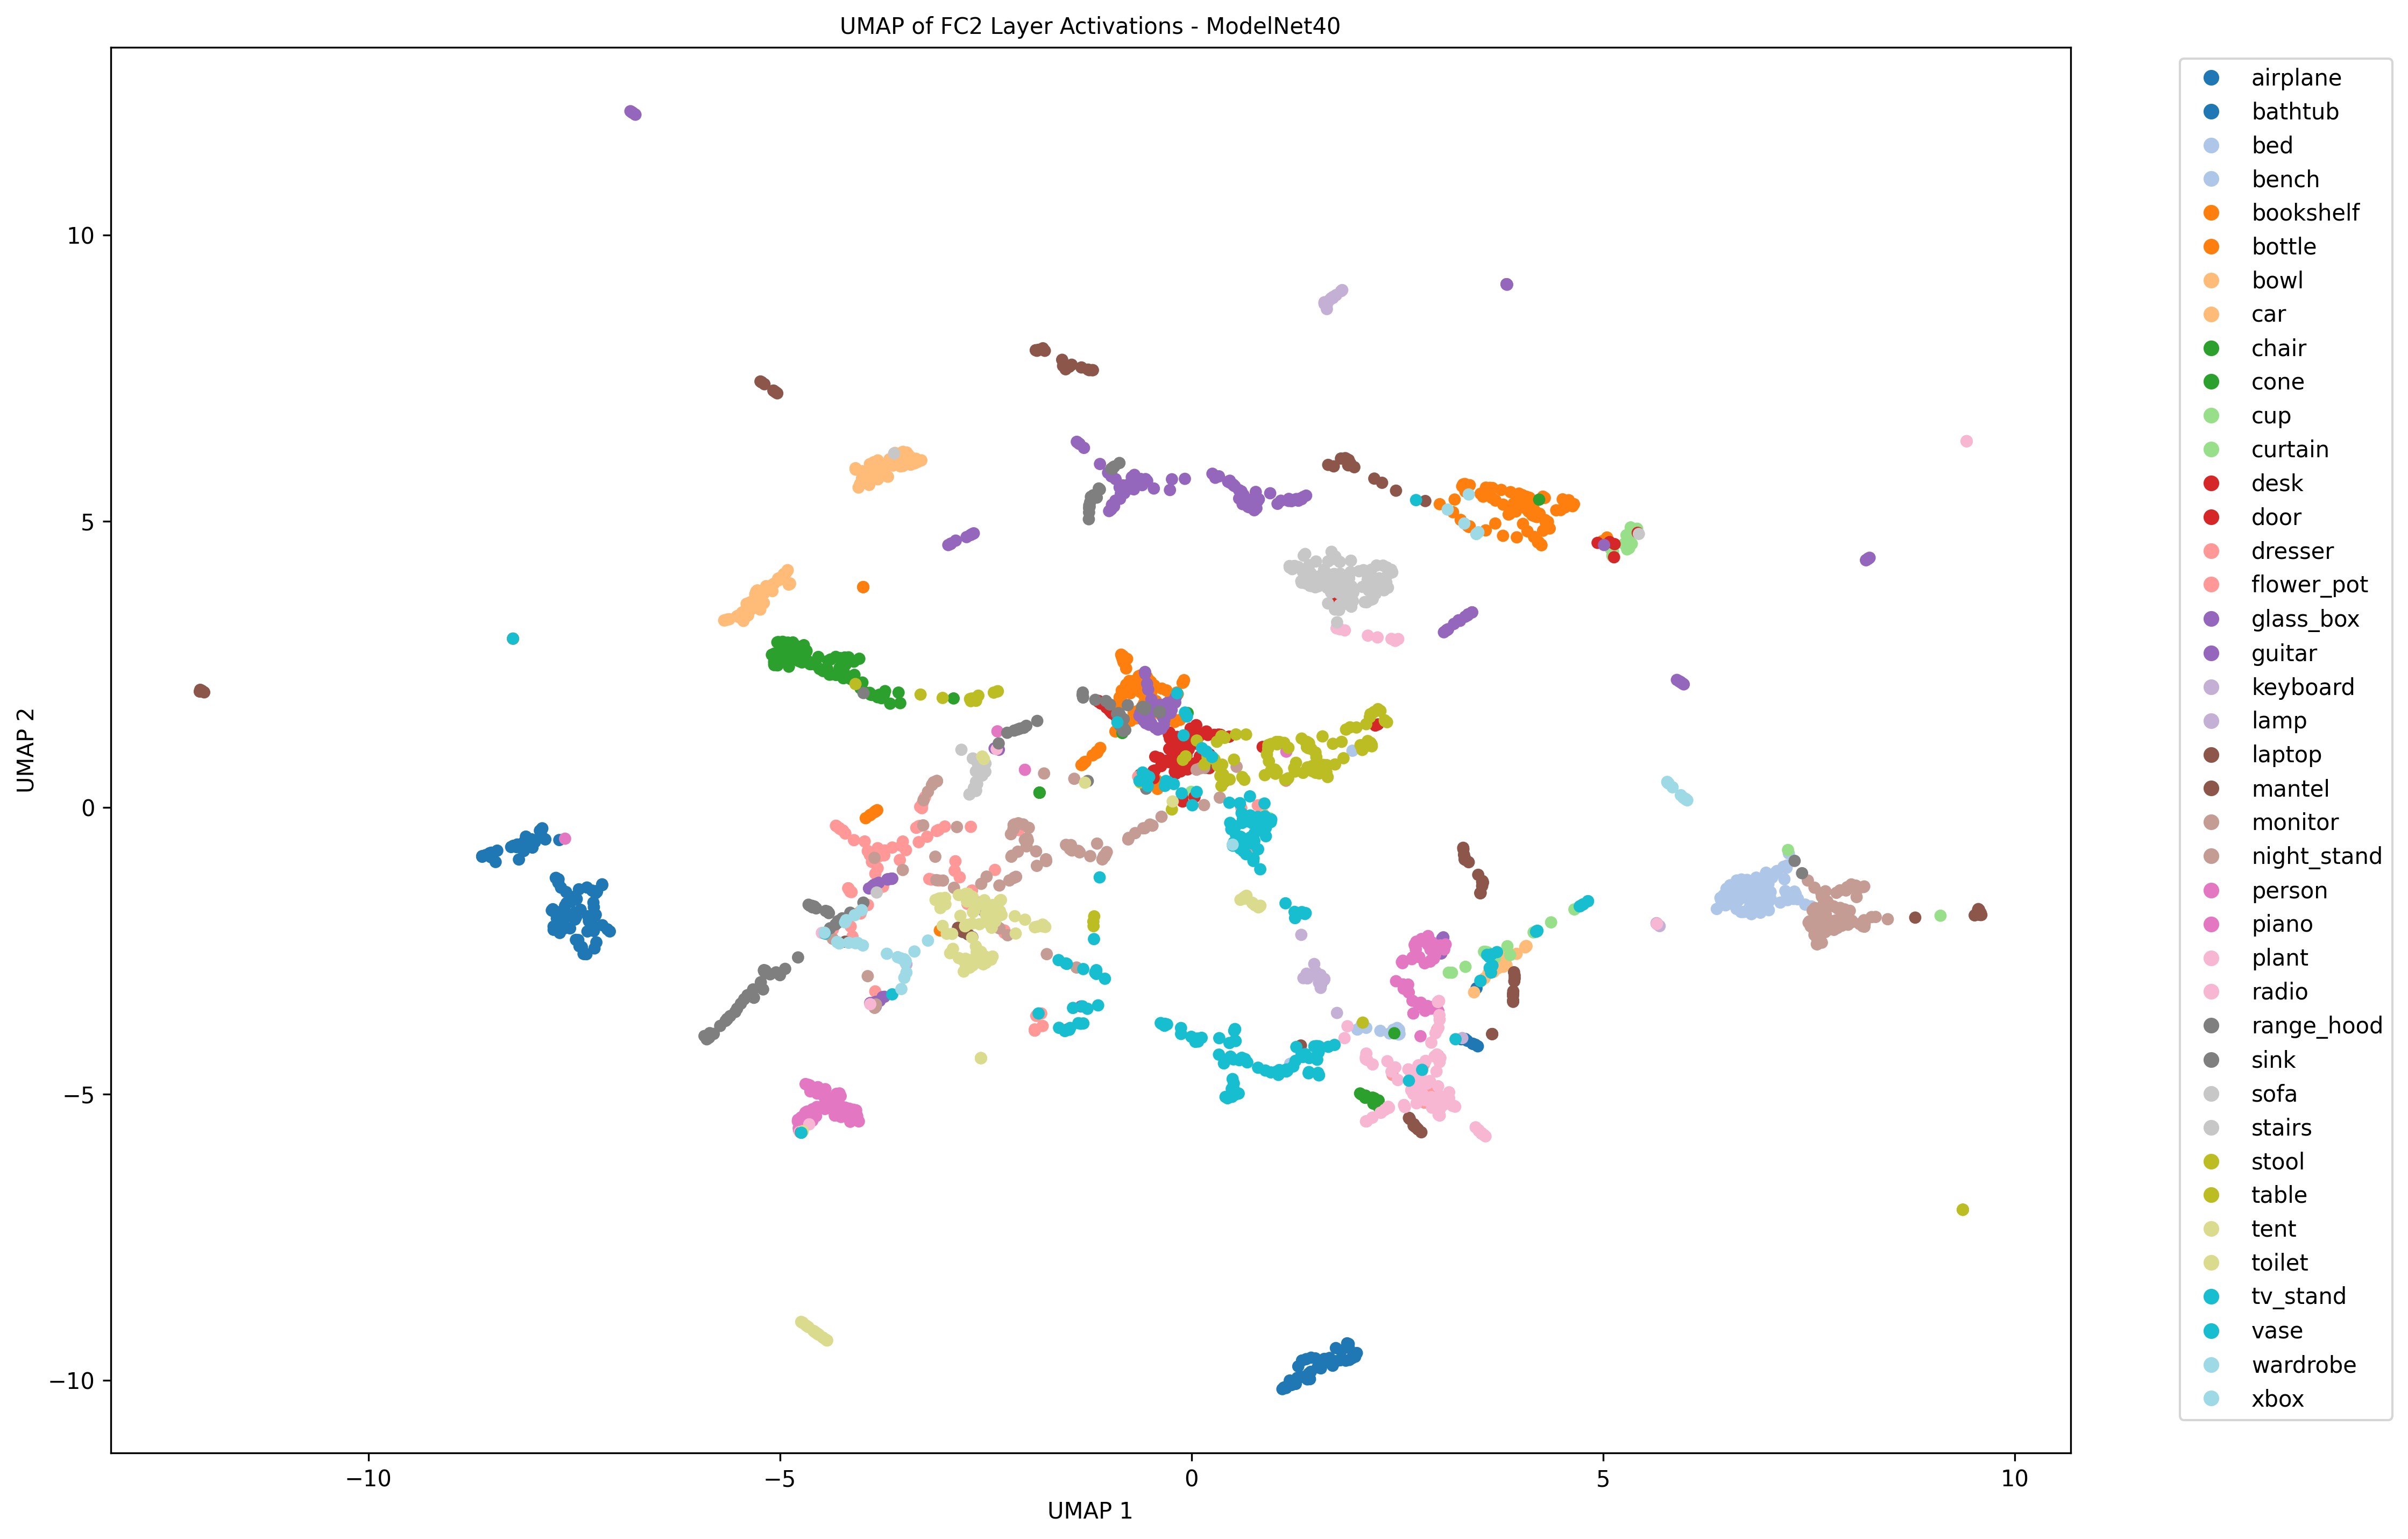 UMAP of FC2 Layer Activations - ModelNet40
10
5
0
−5
−10
UMAP 2
−10
−5
0
5
10
UMAP 1
airplane
bathtub
bed
bench
bookshelf
bottle
bowl
car
chair
cone
cup
curtain
desk
door
dresser
flower_pot
glass_box
guitar
keyboard
lamp
laptop
mantel
monitor
night_stand
person
piano
plant
radio
range_hood
sink
sofa
stairs
stool
table
tent
toilet
tv_stand
vase
wardrobe
xbox